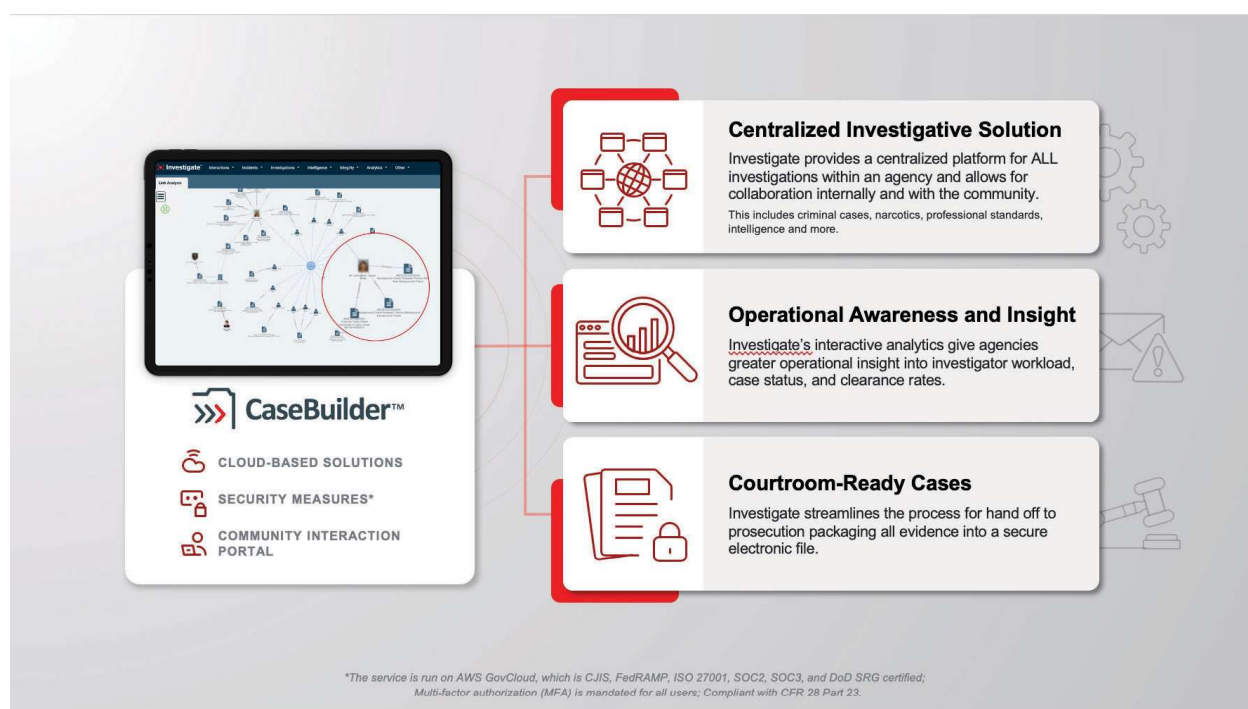 Investigate
Interactions Incidents Investigations Intelligence Integrity Analytics Other
Link Analysis
CaseBuilder™
CLOUD-BASED SOLUTIONS
SECURITY MEASURES*
COMMUNITY INTERACTION
PORTAL
Centralized Investigative Solution
Investigate provides a centralized platform for ALL
investigations within an agency and allows for
collaboration internally and with the community.
This includes criminal cases, narcotics, professional standards,
intelligence and more.
Operational Awareness and Insight
Investigate's interactive analytics give agencies
greater operational insight into investigator workload,
case status, and clearance rates.
Courtroom-Ready Cases
Investigate streamlines the process for hand off to
prosecution packaging all evidence into a secure
electronic file.
*The service is run on AWS GovCloud, which is CJIS, FedRAMP, ISO 27001, SOC2, SOC3, and DoD SRG certified;
Multi-factor authorization (MFA) is mandated for all users; Compliant with CFR 28 Part 23.